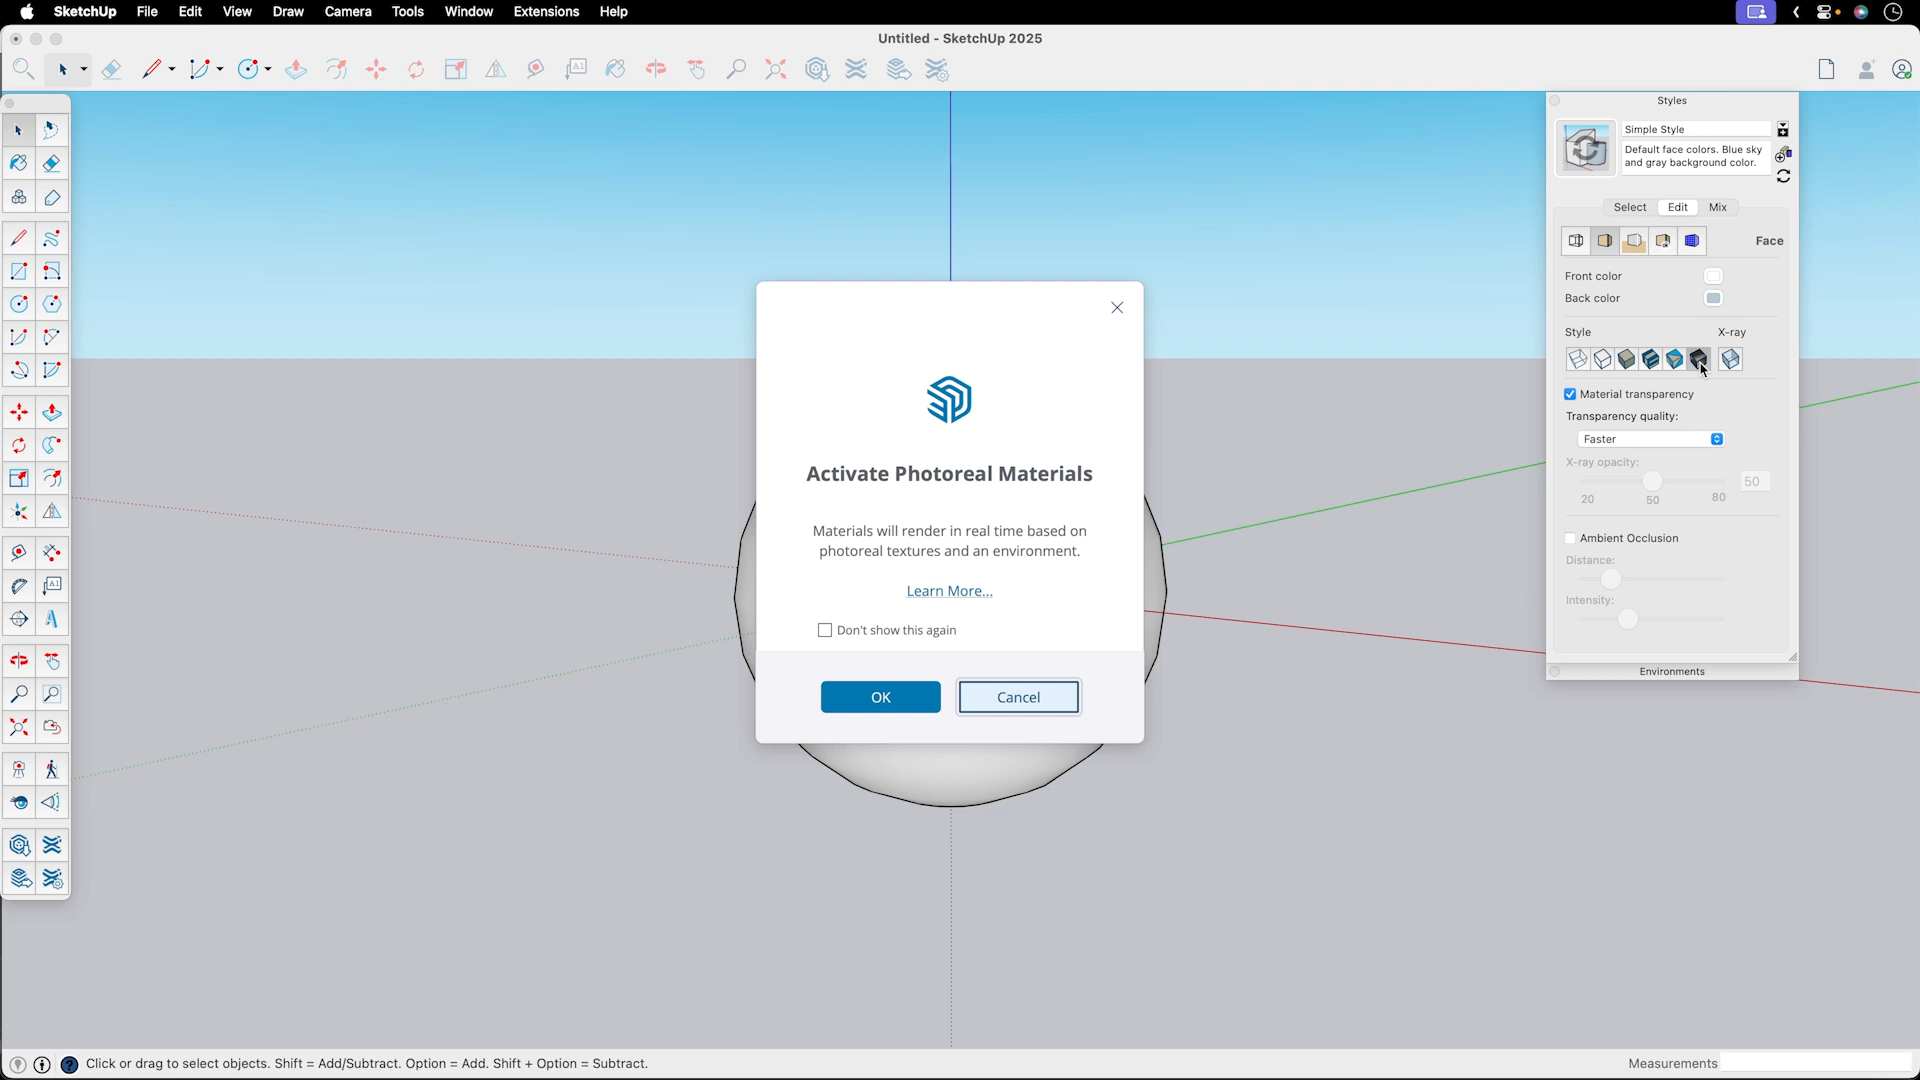 SketchUp File Edit View Draw Camera Tools Window Extensions Help
Untitled - SketchUp 2025
A1
Styles
Simple Style
Default face colors. Blue sky
and gray background color.
Select Edit Mix
Face
Front color
Back color
Style X-ray
Material transparency
Transparency quality:
Faster
X-ray opacity:
50
20 50 80
Ambient Occlusion
Distance:
Intensity:
Environments
A1
Activate Photoreal Materials
Materials will render in real time based on
photoreal textures and an environment.
Learn More...
Don't show this again
OK Cancel
Click or drag to select objects. Shift = Add/Subtract. Option = Add. Shift + Option = Subtract.
Measurements